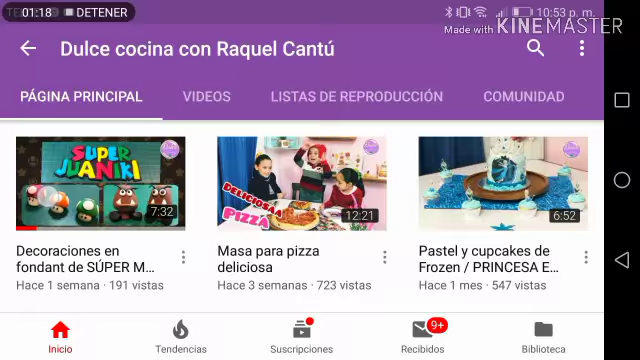 01:18 DETENER
10:53 p. m.
Made with KINEMASTER
Dulce cocina con Raquel Cantú
PÁGINA PRINCIPAL VIDEOS LISTAS DE REPRODUCCIÓN COMUNIDAD
SUPER
JUANIKI
7:32
DELICIOSAA
PIZZA
12:21
6:52
Decoraciones en
fondant de SÚPER M...
Hace 1 semana · 191 vistas
Masa para pizza
deliciosa
Hace 3 semanas · 723 vistas
Pastel y cupcakes de
Frozen / PRINCESA E...
Hace 1 mes · 547 vistas
9+
Inicio Tendencias Suscripciones Recibidos Biblioteca